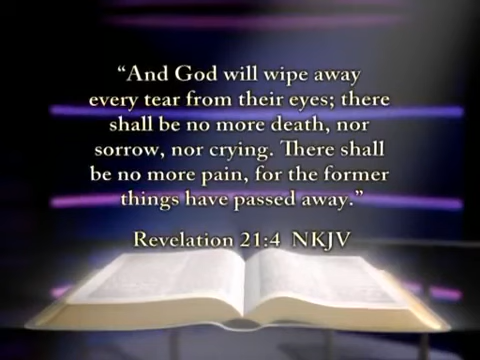 “And God will wipe away
every tear from their eyes; there
shall be no more death, nor
sorrow, nor crying. There shall
be no more pain, for the former
things have passed away.”
Revelation 21:4  NKJV